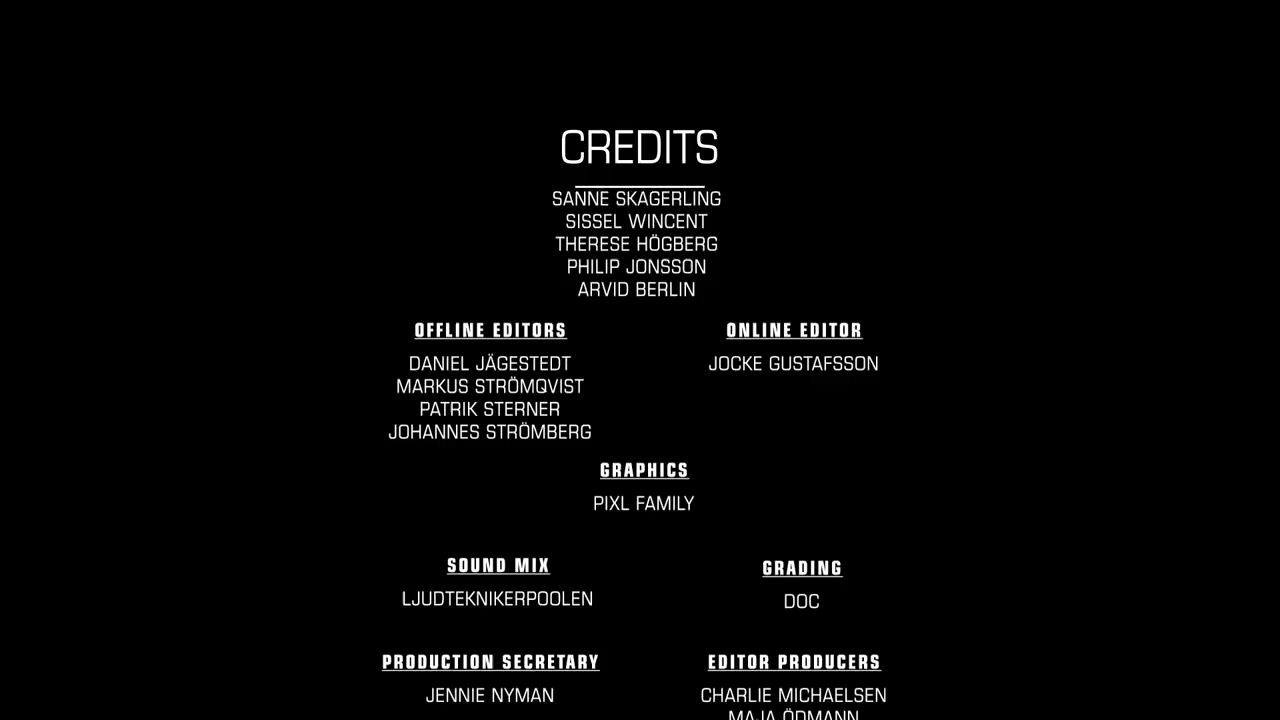 CREDITS
SANNE SKAGERLING
SISSEL WINCENT
THERESE HÖGBERG
PHILIP JONSSON
ARVID BERLIN
OFFLINE EDITORS
DANIEL JÄGESTEDT
MARKUS STRÖMQVIST
PATRIK STERNER
JOHANNES STRÖMBERG
ONLINE EDITOR
JOCKE GUSTAFSSON
GRAPHICS
PIXL FAMILY
SOUND MIX
LJUDTEKNIKERPOOLEN
GRADING
DOC
PRODUCTION SECRETARY
JENNIE NYMAN
EDITOR PRODUCERS
CHARLIE MICHAELSEN
MAJA ÖDMANN